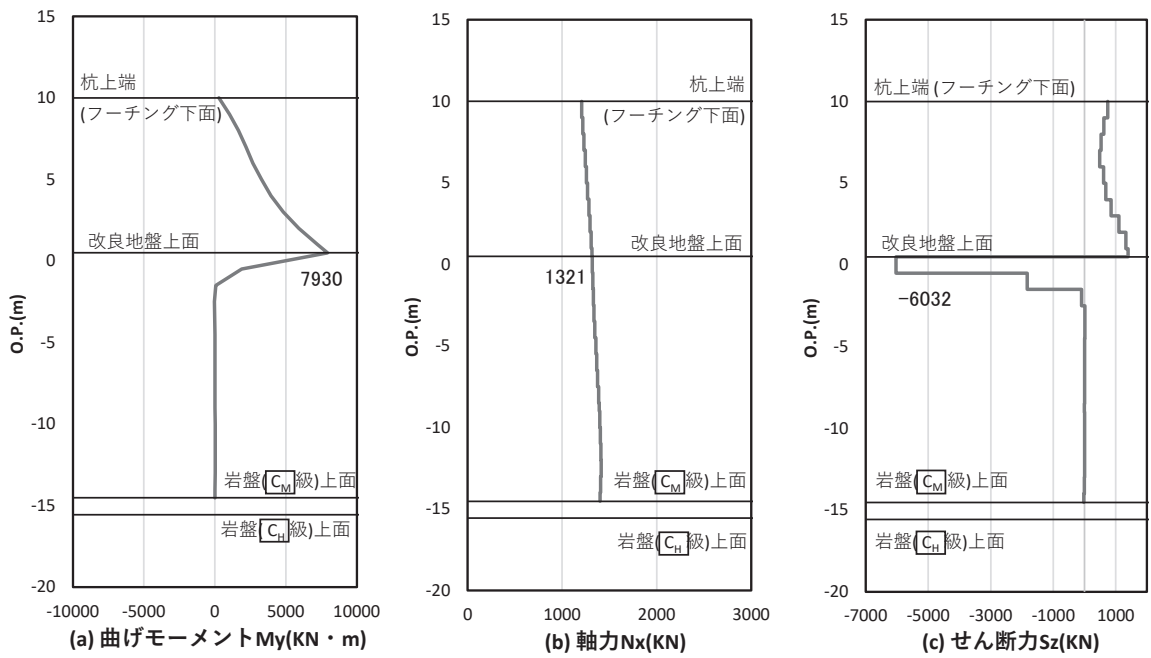 15
10
5
0
-5
-10
-15
-20
O.P.(m)
杭上端
(フーチング下面)
改良地盤上面
7930
岩盤(CM級)上面
岩盤(CH級)上面
-10000 -5000 0 5000 10000
(a) 曲げモーメントMy(KN・m)
15
10
5
0
-5
-10
-15
-20
O.P.(m)
杭上端
(フーチング下面)
改良地盤上面
1321
岩盤(CM級)上面
岩盤(CH級)上面
0 1000 2000 3000
(b) 軸力Nx(KN)
15
10
5
0
-5
-10
-15
-20
O.P.(m)
杭上端 (フーチング下面)
改良地盤上面
-6032
岩盤(CM級)上面
岩盤(CH級)上面
-7000 -5000 -3000 -1000 1000
(c) せん断力Sz(KN)